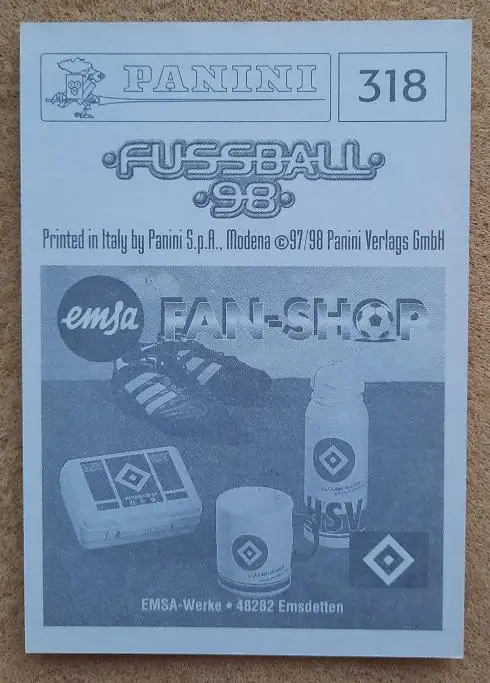 PANINI
318
FUSSBALL
98
Printed in Italy by Panini S.p.A., Modena ©97/98 Panini Verlags GmbH
emsa FAN-SHOP
HSV
EMSA-Werke • 48282 Emsdetten